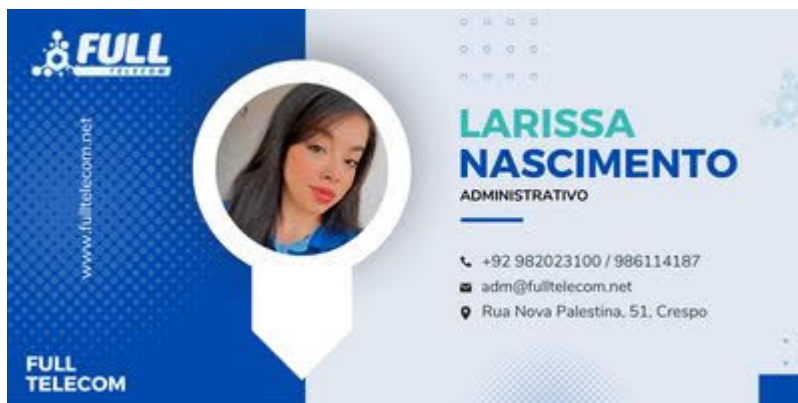 FULL
TELECOM
www.fulltelecom.net
FULL
TELECOM
LARISSA
NASCIMENTO
ADMINISTRATIVO
+92 982023100 / 986114187
adm@fulltelecom.net
Rua Nova Palestina, 51, Crespo